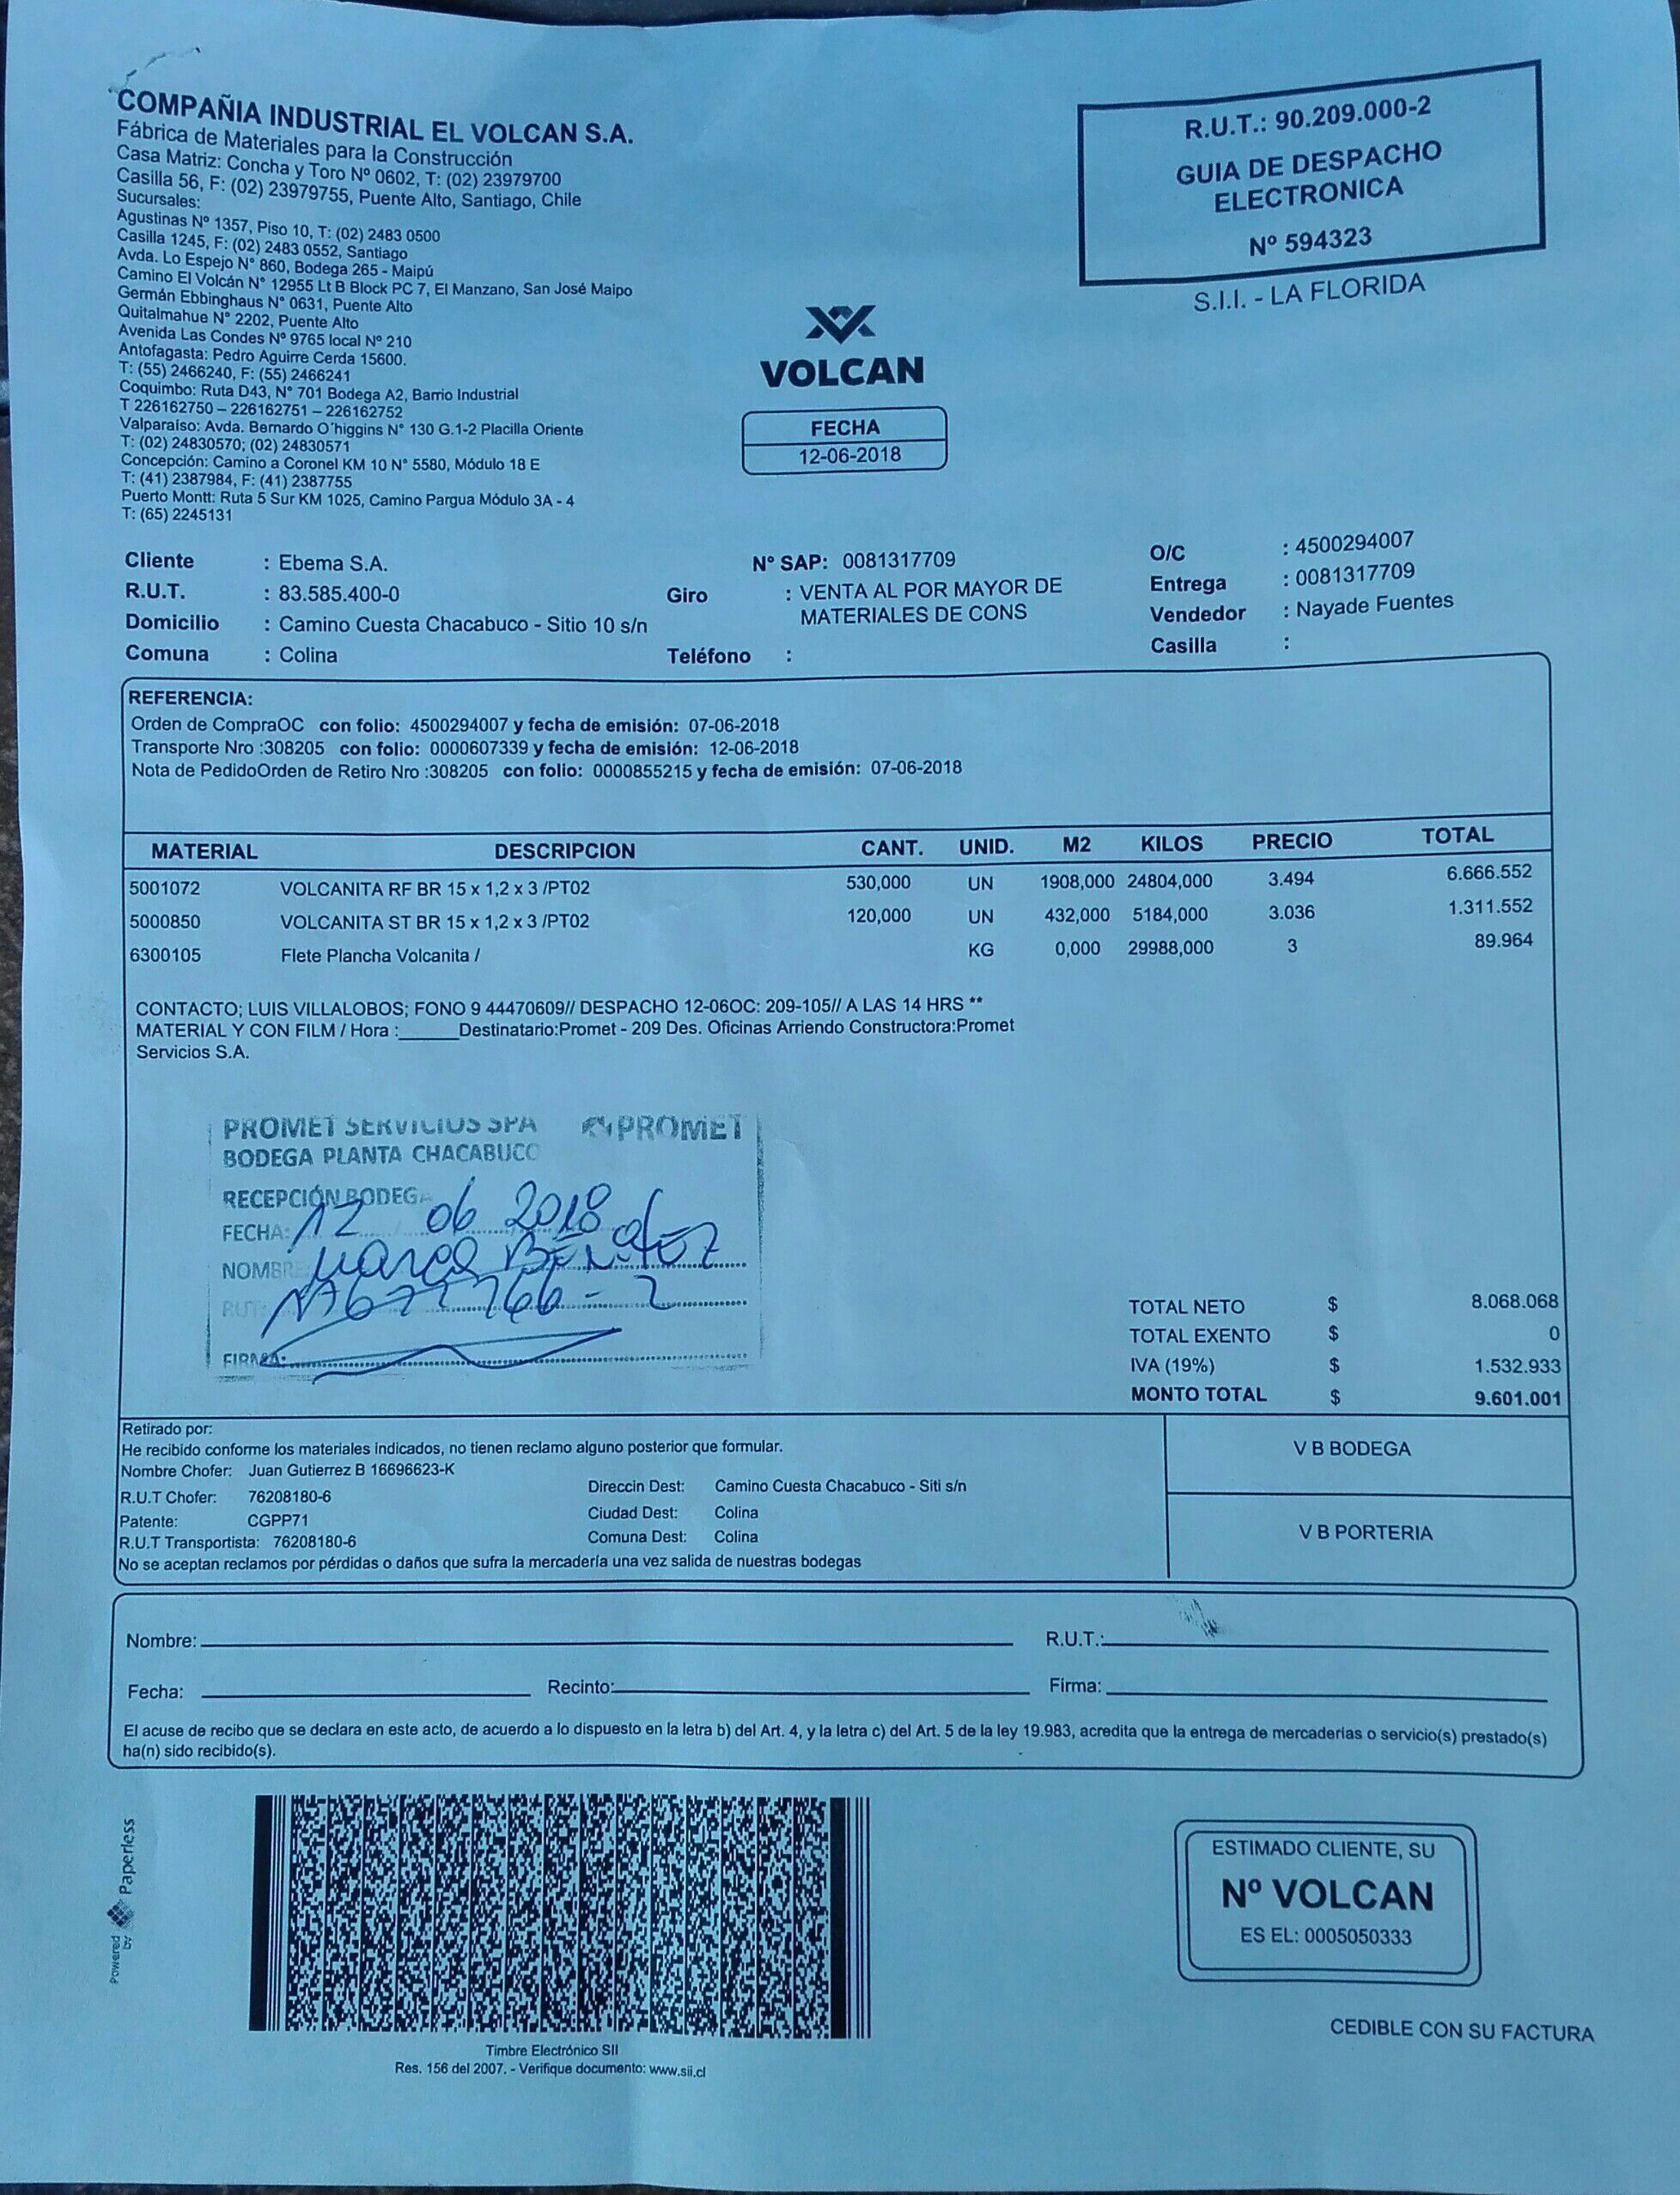 COMPAÑIA INDUSTRIAL EL VOLCAN S.A.
Fábrica de Materiales para la Construcción
Casa Matriz: Concha y Toro Nº 0602, T: (02) 23979700
Casilla 56, F: (02) 23979755, Puente Alto, Santiago, Chile
Sucursales:
Agustinas Nº 1357, Piso 10, T: (02) 2483 0500
Casilla 1245, F: (02) 2483 0552, Santiago
Avda. Lo Espejo N° 860, Bodega 265 - Maipú
Camino El Volcán N° 12955 Lt B Block PC 7, El Manzano, San José Maipo
Germán Ebbinghaus N° 0631, Puente Alto
Quitalmahue N° 2202, Puente Alto
Avenida Las Condes Nº 9765 local Nº 210
Antofagasta: Pedro Aguirre Cerda 15600.
T: (55) 2466240, F: (55) 2466241
Coquimbo: Ruta D43, N° 701 Bodega A2, Barrio Industrial
T 226162750 – 226162751 – 226162752
Valparaíso: Avda. Bernardo O´higgins N° 130 G.1-2 Placilla Oriente
T: (02) 24830570; (02) 24830571
Concepción: Camino a Coronel KM 10 N° 5580, Módulo 18 E
T: (41) 2387984, F: (41) 2387755
Puerto Montt: Ruta 5 Sur KM 1025, Camino Pargua Módulo 3A - 4
T: (65) 2245131
R.U.T.: 90.209.000-2
GUIA DE DESPACHO
ELECTRONICA
Nº 594323
S.I.I. - LA FLORIDA
VOLCAN
FECHA
12-06-2018
Cliente : Ebema S.A. N° SAP: 0081317709 O/C : 4500294007
R.U.T. : 83.585.400-0 Giro : VENTA AL POR MAYOR DE Entrega : 0081317709
MATERIALES DE CONS
Domicilio : Camino Cuesta Chacabuco - Sitio 10 s/n Vendedor : Nayade Fuentes
Comuna : Colina Teléfono : Casilla :
REFERENCIA:
Orden de CompraOC con folio: 4500294007 y fecha de emisión: 07-06-2018
Transporte Nro :308205 con folio: 0000607339 y fecha de emisión: 12-06-2018
Nota de PedidoOrden de Retiro Nro :308205 con folio: 0000855215 y fecha de emisión: 07-06-2018
MATERIAL DESCRIPCION CANT. UNID. M2 KILOS PRECIO TOTAL
5001072 VOLCANITA RF BR 15 x 1,2 x 3 /PT02 530,000 UN 1908,000 24804,000 3.494 6.666.552
5000850 VOLCANITA ST BR 15 x 1,2 x 3 /PT02 120,000 UN 432,000 5184,000 3.036 1.311.552
6300105 Flete Plancha Volcanita / KG 0,000 29988,000 3 89.964
CONTACTO; LUIS VILLALOBOS; FONO 9 44470609// DESPACHO 12-06OC: 209-105// A LAS 14 HRS **
MATERIAL Y CON FILM / Hora :______Destinatario:Promet - 209 Des. Oficinas Arriendo Constructora:Promet
Servicios S.A.
PROMET SERVICIOS SPA PROMET
BODEGA PLANTA CHACABUCO
RECEPCIÓN BODEGA
FECHA: 12 06 2018
NOMBRE
RUT:
FIRMA:
TOTAL NETO $ 8.068.068
TOTAL EXENTO $ 0
IVA (19%) $ 1.532.933
MONTO TOTAL $ 9.601.001
Retirado por:
He recibido conforme los materiales indicados, no tienen reclamo alguno posterior que formular.
Nombre Chofer: Juan Gutierrez B 16696623-K
R.U.T Chofer: 76208180-6
Patente: CGPP71
R.U.T Transportista: 76208180-6
Direccin Dest: Camino Cuesta Chacabuco - Siti s/n
Ciudad Dest: Colina
Comuna Dest: Colina
No se aceptan reclamos por pérdidas o daños que sufra la mercadería una vez salida de nuestras bodegas
V B BODEGA
V B PORTERIA
Nombre: R.U.T.:
Fecha: Recinto: Firma:
El acuse de recibo que se declara en este acto, de acuerdo a lo dispuesto en la letra b) del Art. 4, y la letra c) del Art. 5 de la ley 19.983, acredita que la entrega de mercaderías o servicio(s) prestado(s)
ha(n) sido recibido(s).
Powered by Paperless
Timbre Electrónico SII
Res. 156 del 2007. - Verifique documento: www.sii.cl
ESTIMADO CLIENTE, SU
Nº VOLCAN
ES EL: 0005050333
CEDIBLE CON SU FACTURA